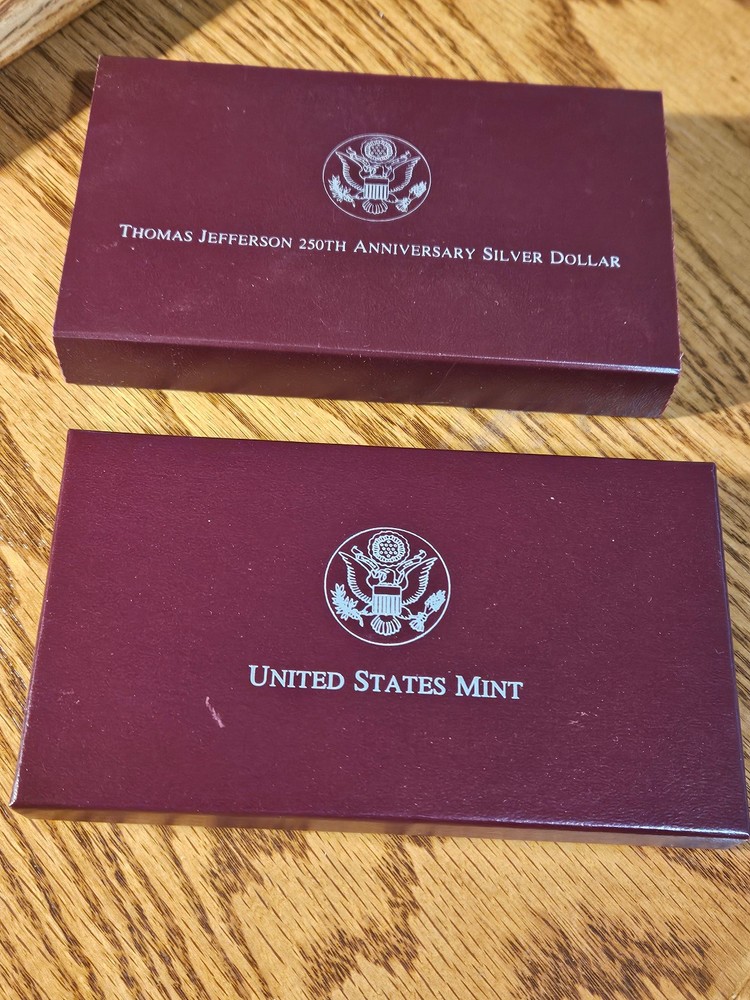 Thomas Jefferson 250th Anniversary Silver Dollar
United States Mint